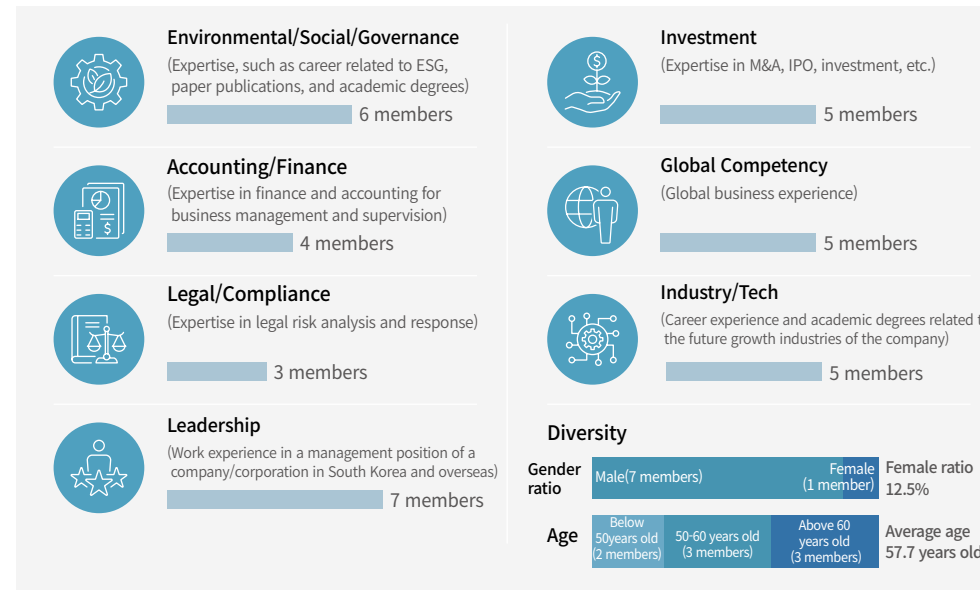 Environmental/Social/Governance
(Expertise, such as career related to ESG,
paper publications, and academic degrees)
6 members
Accounting/Finance
(Expertise in finance and accounting for
business management and supervision)
$
4 members
Legal/Compliance
(Expertise in legal risk analysis and response)
3 members
Leadership
(Work experience in a management position of a
company/corporation in South Korea and overseas)
7 members
$
Investment
(Expertise in M&A, IPO, investment, etc.)
5 members
Global Competency
(Global business experience)
5 members
Industry/Tech
(Career experience and academic degrees related
the future growth industries of the company)
5 members
Diversity
Gender
ratio
Male(7 members)
Female
(1 member)
Female ratio
12.5%
Age
Below
50years old
(2 members)
50-60 years old
(3 members)
Above 60
years old
(3 members)
Average age
57.7 years old